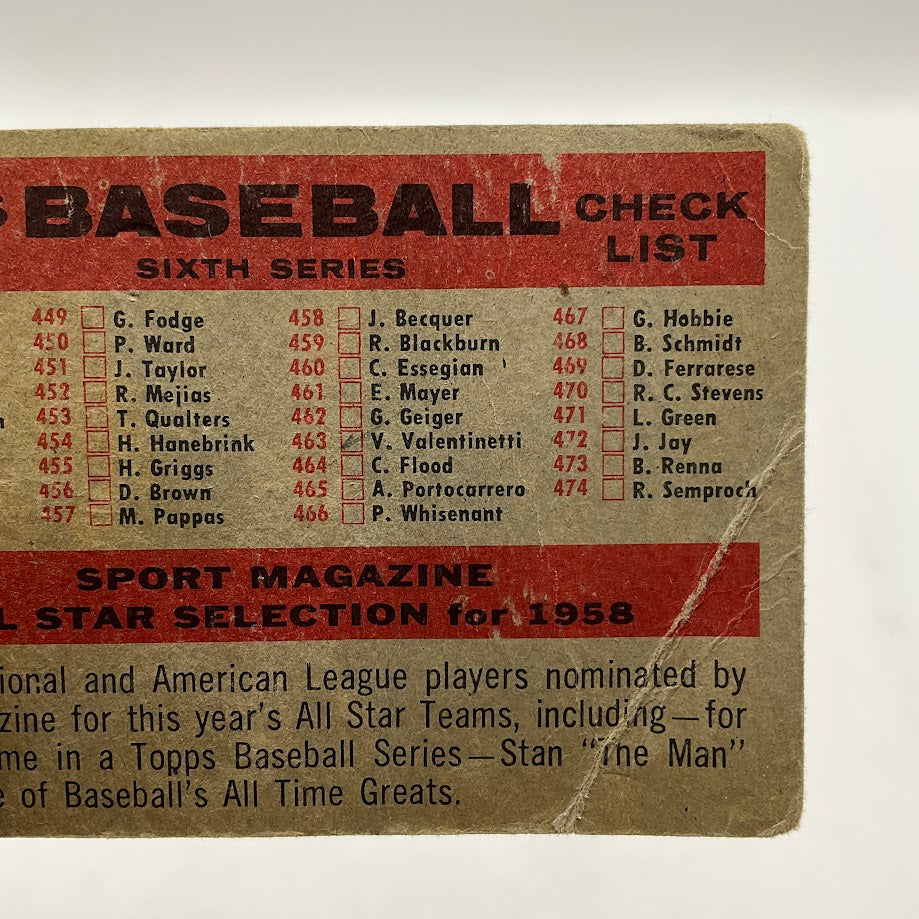 BASEBALL CHECK
LIST
SIXTH SERIES
449 G. Fodge
450 P. Ward
451 J. Taylor
452 R. Mejias
453 T. Qualters
454 H. Hanebrink
455 H. Griggs
456 D. Brown
457 M. Pappas
458 J. Becquer
459 R. Blackburn
460 C. Essegian
461 E. Mayer
462 G. Geiger
463 V. Valentinetti
464 C. Flood
465 A. Portocarrero
466 P. Whisenant
467 G. Hobbie
468 B. Schmidt
469 D. Ferrarese
470 R. C. Stevens
471 L. Green
472 J. Jay
473 B. Renna
474 R. Semproch
SPORT MAGAZINE
L STAR SELECTION for 1958
ional and American League players nominated by
zine for this year's All Star Teams, including—for
me in a Topps Baseball Series—Stan "The Man"
e of Baseball's All Time Greats.